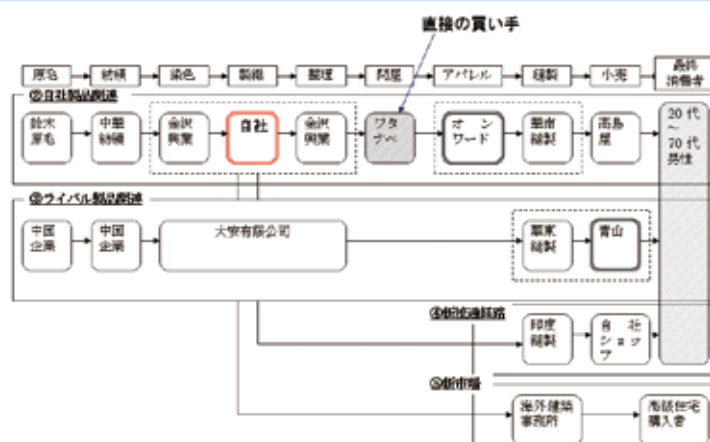 直接の買い手
原毛 紡績 染色 製織 整理 問屋 アパレル 縫製 小売 最終
消費者
②自社製品関連
鈴木
原毛
中華
紡績
金沢
興業
自社
金沢
興業
ワタ
ナベ
オン
ワード
華南
縫製
高島
屋
20代
～
70代
男性
③ライバル製品関連
中国
企業
中国
企業
大安有限公司
華東
縫製
青山
④新流通経路
印度
縫製
自社
ショッ
プ
⑤新市場
海外建築
事務所
高級住宅
購入者